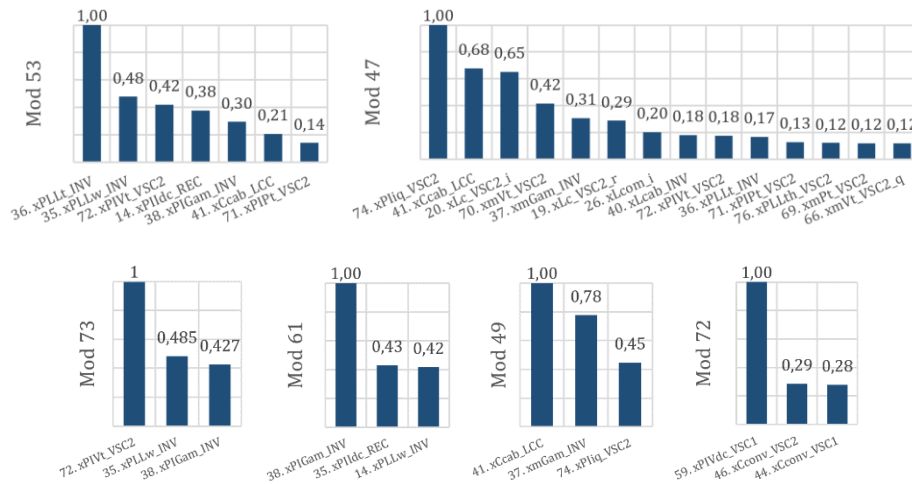 Mod 53
1,00
0,48
0,42
0,38
0,30
0,21
0,14
36. xPLLt_INV
35. xPLLw_INV
72. xPIVt_VSC2
14. xPIIdc_REC
38. xPIGam_INV
41. xCcab_LCC
71. xPIPt_VSC2
Mod 47
1,00
0,68
0,65
0,42
0,31
0,29
0,20
0,18
0,18
0,17
0,13
0,12
0,12
0,12
74. xPIiq_VSC2
41. xCcab_LCC
20. xLc_VSC2_i
70. xmVt_VSC2
37. xmGam_INV
19. xLc_VSC2_r
26. xLcom_i
40. xLcab_INV
72. xPIVt_VSC2
36. xPLLt_INV
71. xPIPt_VSC2
76. xPLLth_VSC2
69. xmPt_VSC2
66. xmVt_VSC2_q
Mod 73
1
0,485
0,427
72. xPIVt_VSC2
35. xPLLw_INV
38. xPIGam_INV
Mod 61
1,00
0,43
0,42
38. xPIGam_INV
35. xPIIdc_REC
14. xPLLw_INV
Mod 49
1,00
0,78
0,45
41. xCcab_LCC
37. xmGam_INV
74. xPIiq_VSC2
Mod 72
1,00
0,29
0,28
59. xPIVdc_VSC1
46. xCconv_VSC2
44. xCconv_VSC1